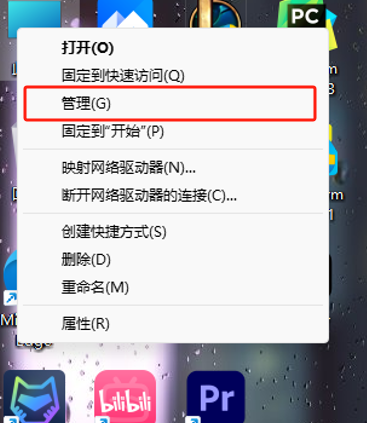 PC
打开(O)
固定到快速访问(Q)
管理(G)
固定到“开始”(P)
映射网络驱动器(N)...
断开网络驱动器的连接(C)...
创建快捷方式(S)
删除(D)
重命名(M)
属性(R)
bilibili
Pr